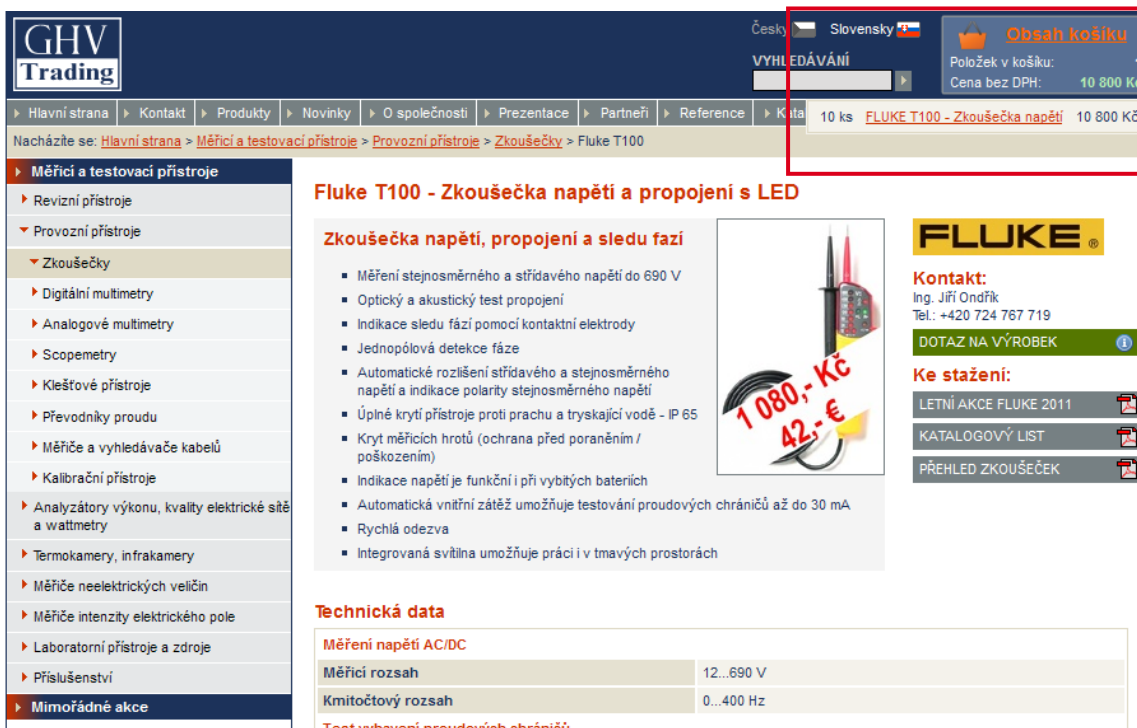 GHV
Trading
Česky
Slovensky
VYHLEDÁVÁNÍ
Obsah košíku
Položek v košíku:
Cena bez DPH: 10 800 Kč
Hlavní strana
Kontakt
Produkty
Novinky
O společnosti
Prezentace
Partneři
Reference
10 ks FLUKE T100 - Zkoušečka napětí 10 800 Kč
Nacházíte se: Hlavní strana > Měřicí a testovací přístroje > Provozní přístroje > Zkoušečky > Fluke T100
Měřicí a testovací přístroje
Revizní přístroje
Provozní přístroje
Zkoušečky
Digitální multimetry
Analogové multimetry
Scopemetry
Klešťové přístroje
Převodníky proudu
Měřiče a vyhledávače kabelů
Kalibrační přístroje
Analyzátory výkonu, kvality elektrické sítě
a wattmetry
Termokamery, infrakamery
Měřiče neelektrických veličin
Měřiče intenzity elektrického pole
Laboratorní přístroje a zdroje
Příslušenství
Mimořádné akce
Fluke T100 - Zkoušečka napětí a propojení s LED
Zkoušečka napětí, propojení a sledu fazí
Měření stejnosměrného a střídavého napětí do 690 V
Optický a akustický test propojení
Indikace sledu fází pomocí kontaktní elektrody
Jednopólová detekce fáze
Automatické rozlišení střídavého a stejnosměrného
napětí a indikace polarity stejnosměrného napětí
Úplné krytí přístroje proti prachu a tryskající vodě - IP 65
Kryt měřicích hrotů (ochrana před poraněním /
poškozením)
Indikace napětí je funkční i při vybitých bateriích
Automatická vnitřní zátěž umožňuje testování proudových chráničů až do 30 mA
Rychlá odezva
Integrovaná svítilna umožňuje práci i v tmavých prostorách
1 080,- Kč
42,- €
FLUKE ®
Kontakt:
Ing. Jiří Ondřík
Tel.: +420 724 767 719
DOTAZ NA VÝROBEK
Ke stažení:
LETNÍ AKCE FLUKE 2011
KATALOGOVÝ LIST
PŘEHLED ZKOUŠEČEK
Technická data
Měření napětí AC/DC
Měřicí rozsah 12...690 V
Kmitočtový rozsah 0...400 Hz
Test vybavení proudových chráničů